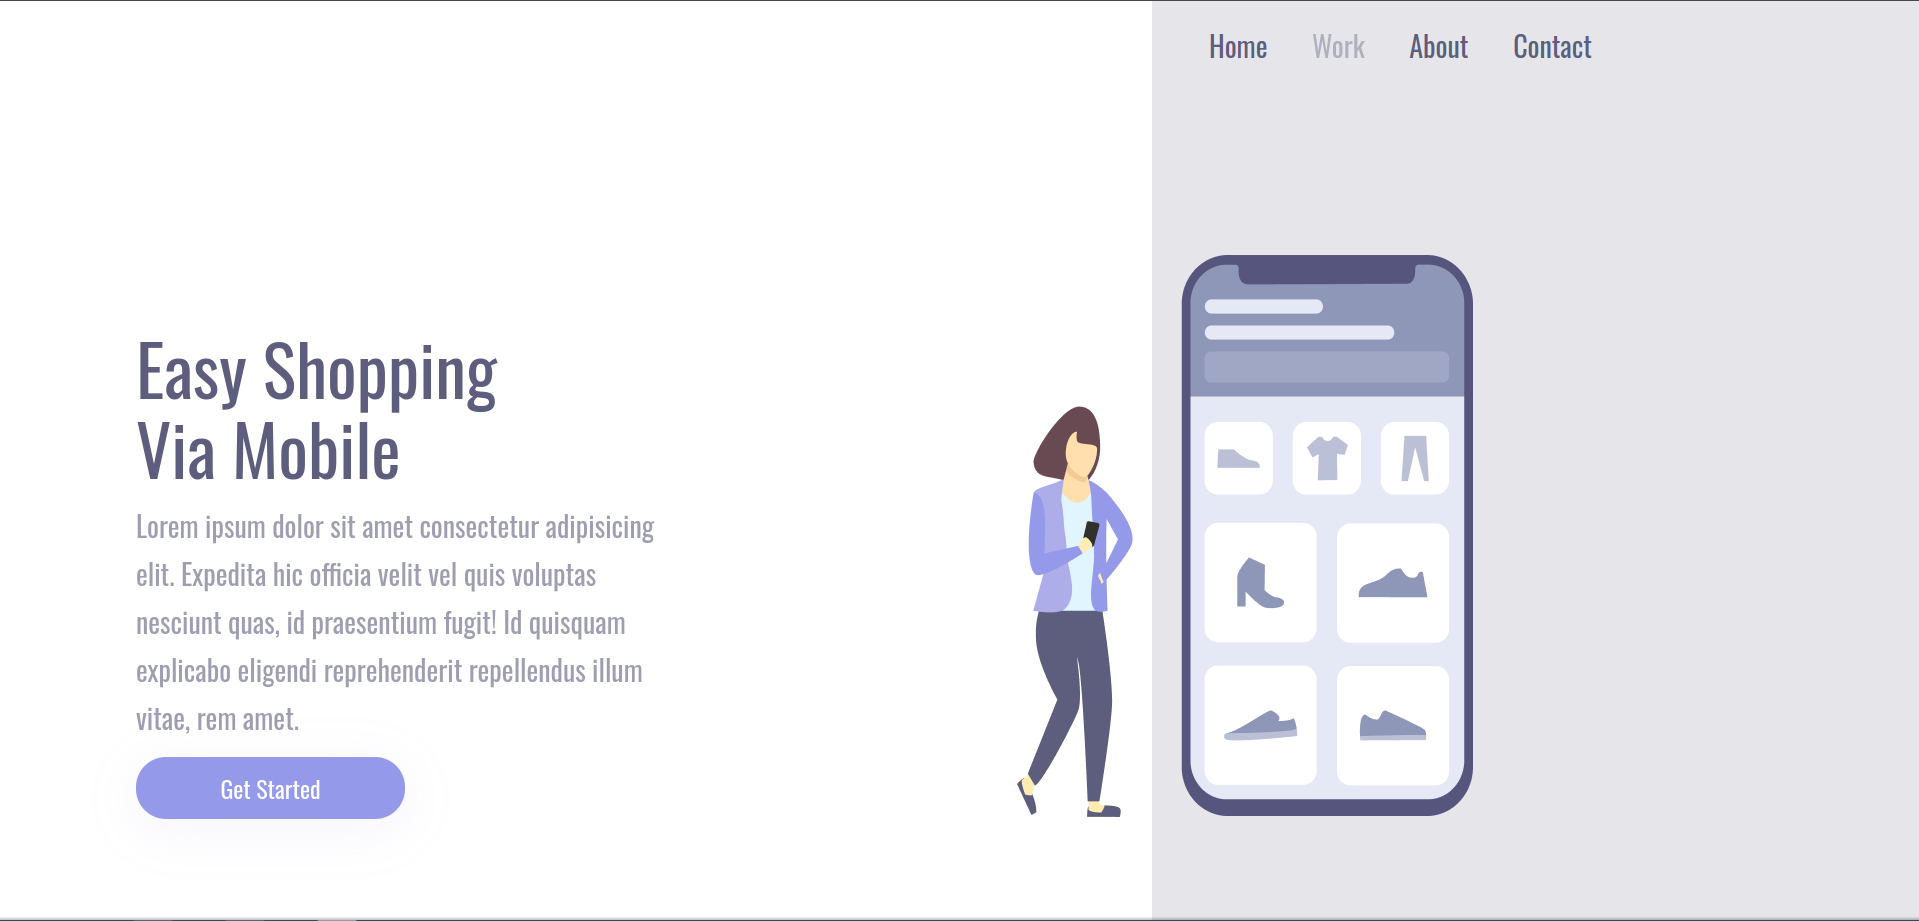 Home Work About Contact
Easy Shopping
Via Mobile
Lorem ipsum dolor sit amet consectetur adipisicing
elit. Expedita hic officia velit vel quis voluptas
nesciunt quas, id praesentium fugit! Id quisquam
explicabo eligendi reprehenderit repellendus illum
vitae, rem amet.
Get Started